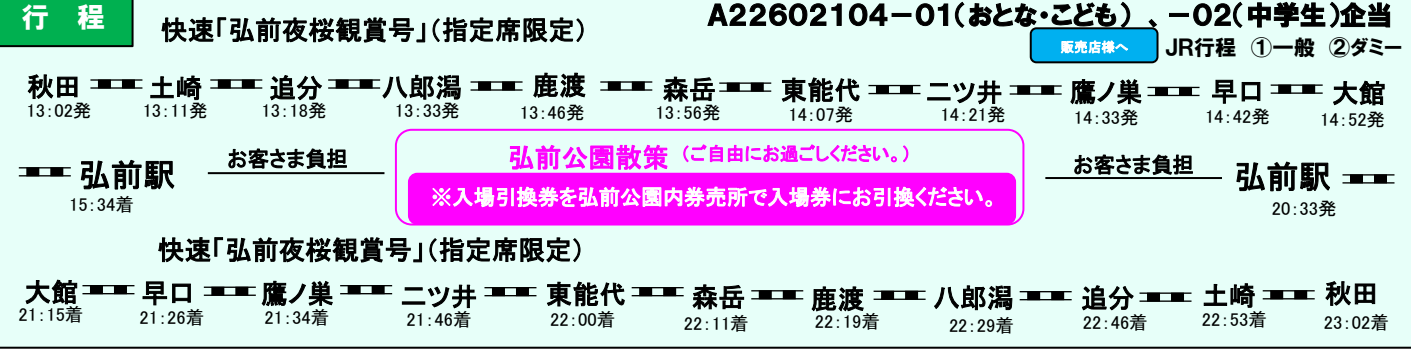 行 程
快速「弘前夜桜観賞号」(指定席限定)
A22602104-01(おとな・こども)、-02(中学生)企当
販売店様へ
JR行程 ①一般 ②ダミー
秋田 土崎 追分 八郎潟 鹿渡 森岳 東能代 二ツ井 鷹ノ巣 早口 大館
13:02発 13:11発 13:18発 13:33発 13:46発 13:56発 14:07発 14:21発 14:33発 14:42発 14:52発
弘前駅 お客さま負担 弘前公園散策 (ご自由にお過ごしください。) お客さま負担 弘前駅
※入場引換券を弘前公園内券売所で入場券にお引換ください。
15:34着 20:33発
快速「弘前夜桜観賞号」(指定席限定)
大館 早口 鷹ノ巣 二ツ井 東能代 森岳 鹿渡 八郎潟 追分 土崎 秋田
21:15着 21:26着 21:34着 21:46着 22:00着 22:11着 22:19着 22:29着 22:46着 22:53着 23:02着